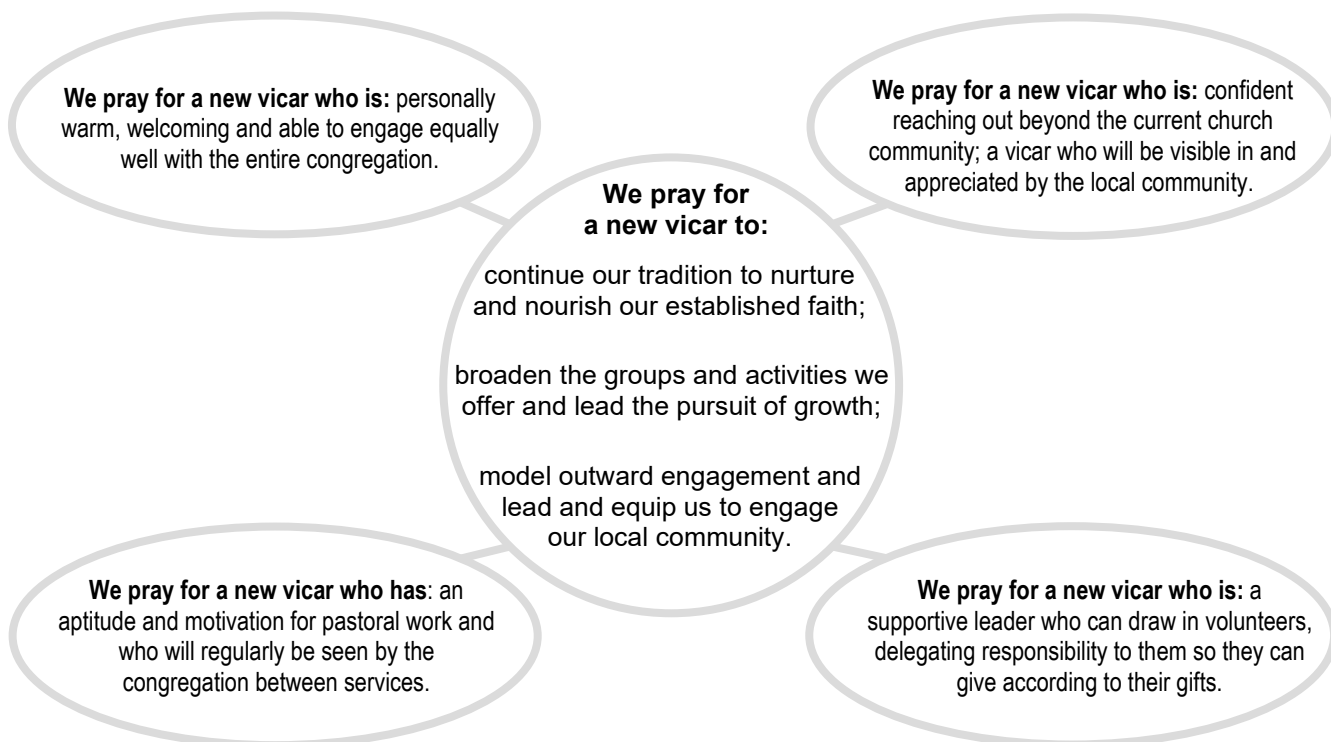 We pray for a new vicar who is: personally
warm, welcoming and able to engage equally
well with the entire congregation.
We pray for a new vicar who is: confident
reaching out beyond the current church
community; a vicar who will be visible in and
appreciated by the local community.
We pray for
a new vicar to:
continue our tradition to nurture
and nourish our established faith;
broaden the groups and activities we
offer and lead the pursuit of growth;
model outward engagement and
lead and equip us to engage
our local community.
We pray for a new vicar who has: an
aptitude and motivation for pastoral work and
who will regularly be seen by the
congregation between services.
We pray for a new vicar who is: a
supportive leader who can draw in volunteers,
delegating responsibility to them so they can
give according to their gifts.